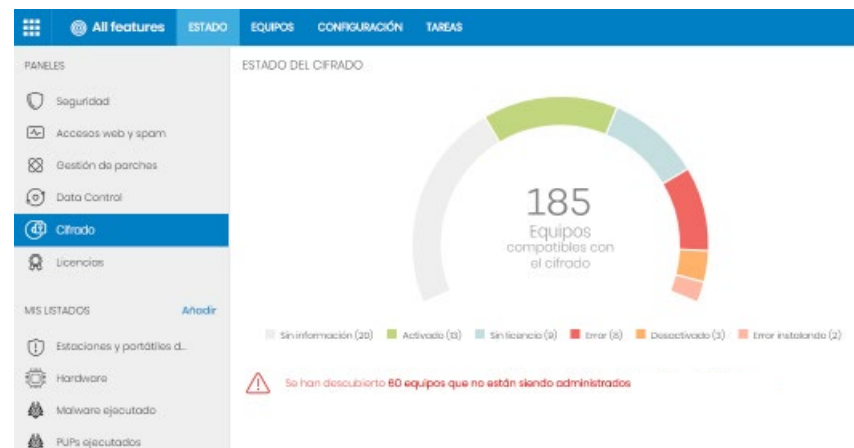 All features ESTADO EQUIPOS CONFIGURACIÓN TAREAS
PANELES
Seguridad
Accesos web y spam
Gestión de parches
Data Control
Cifrado
Licencias
MIS LISTADOS Añadir
Estaciones y portátiles d...
Hardware
Malware ejecutado
PUPs ejecutados
ESTADO DEL CIFRADO
185
Equipos
compatibles con
el cifrado
Sin información (20) Activado (13) Sin licencia (9) Error (8) Desactivado (3) Error instalando (2)
Se han descubierto 60 equipos que no están siendo administrados